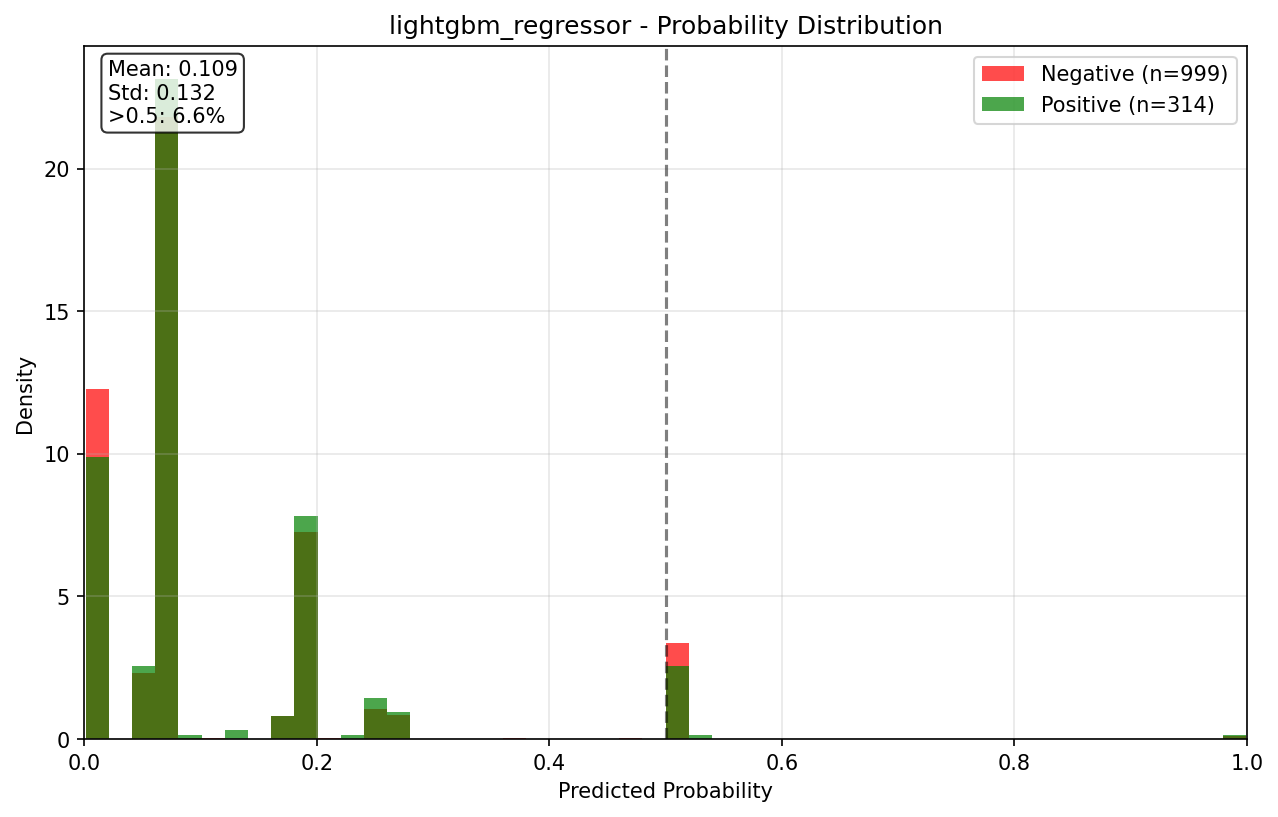 lightgbm_regressor - Probability Distribution
Mean: 0.109
Std: 0.132
>0.5: 6.6%
Negative (n=999)
Positive (n=314)
Density
20
15
10
5
0
0.0 0.2 0.4 0.6 0.8 1.0
Predicted Probability